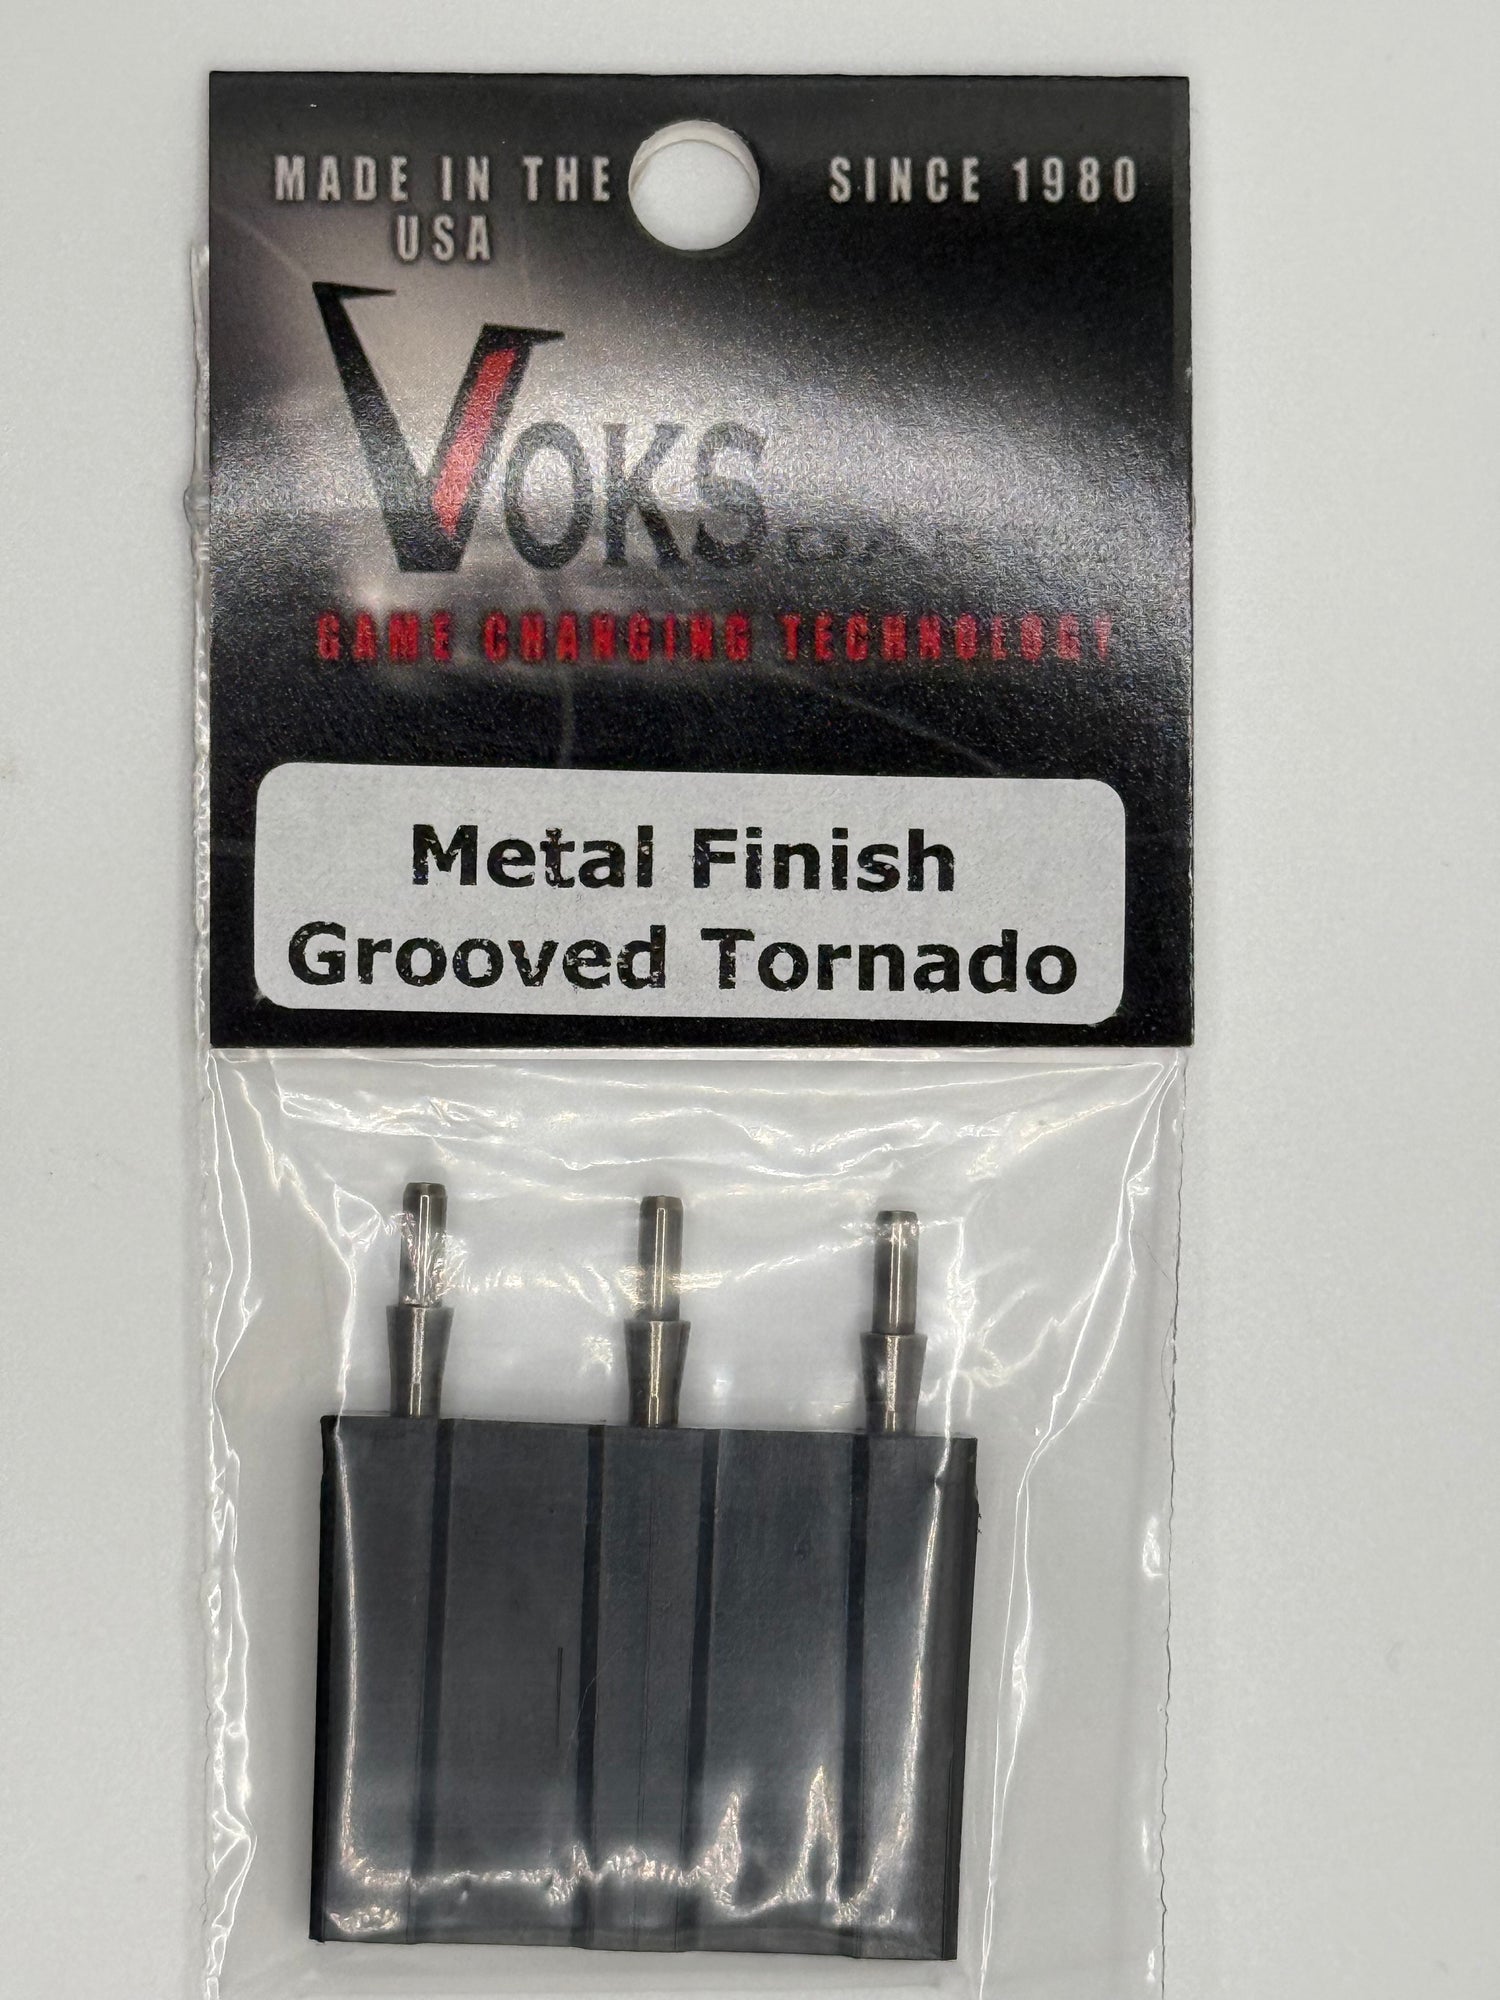 MADE IN THE
USA
SINCE 1980
VOKS
GAME CHANGING TECHNOLOGY
Metal Finish
Grooved Tornado